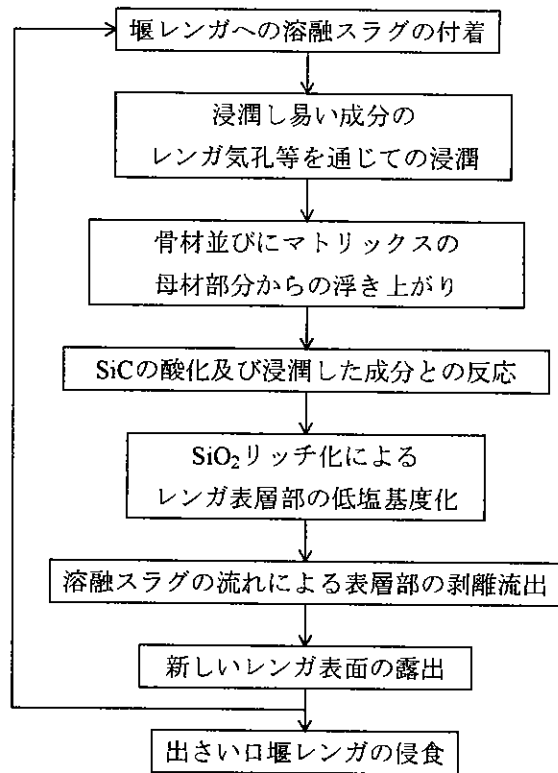 堰レンガへの溶融スラグの付着
浸潤し易い成分の
レンガ気孔等を通じての浸潤
骨材並びにマトリックスの
母材部分からの浮き上がり
SiCの酸化及び浸潤した成分との反応
SiO₂リッチ化による
レンガ表層部の低塩基度化
溶融スラグの流れによる表層部の剥離流出
新しいレンガ表面の露出
出さい口堰レンガの侵食